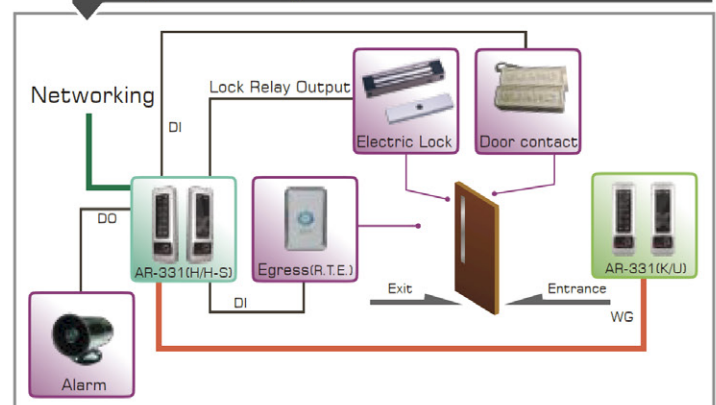 Networking
Lock Relay Output
DI
Electric Lock
Door contact
DO
AR-331(H/H-S)
Egress(R.T.E.)
AR-331(K/U)
DI
Exit
Entrance
WG
Alarm